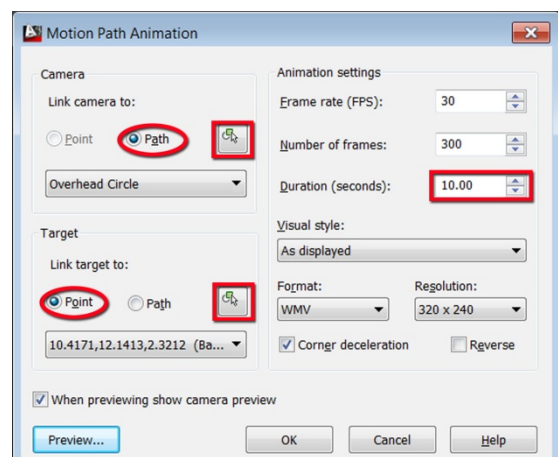 Motion Path Animation
Camera
Link camera to:
Point
Path
Overhead Circle
Target
Link target to:
Point
Path
10.4171,12.1413,2.3212 (Ba...
Animation settings
Frame rate (FPS):
30
Number of frames:
300
Duration (seconds):
10.00
Visual style:
As displayed
Format:
Resolution:
WMV
320 x 240
Corner deceleration
Reverse
When previewing show camera preview
Preview...
OK
Cancel
Help